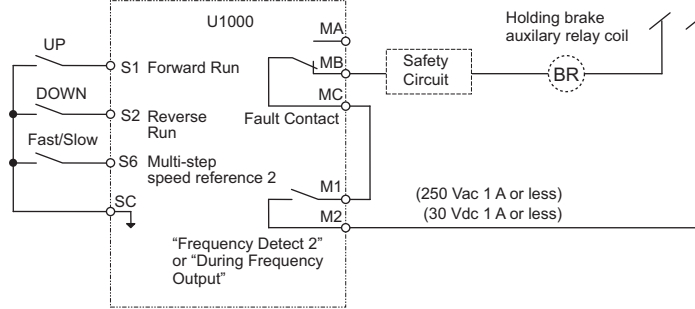 U1000
MA
Holding brake
auxilary relay coil
UP
S1 Forward Run
MB
Safety
Circuit
BR
DOWN
MC
S2 Reverse
Run
Fault Contact
Fast/Slow
S6 Multi-step
speed reference 2
M1
(250 Vac 1 A or less)
SC
M2
(30 Vdc 1 A or less)
“Frequency Detect 2”
or “During Frequency
Output”